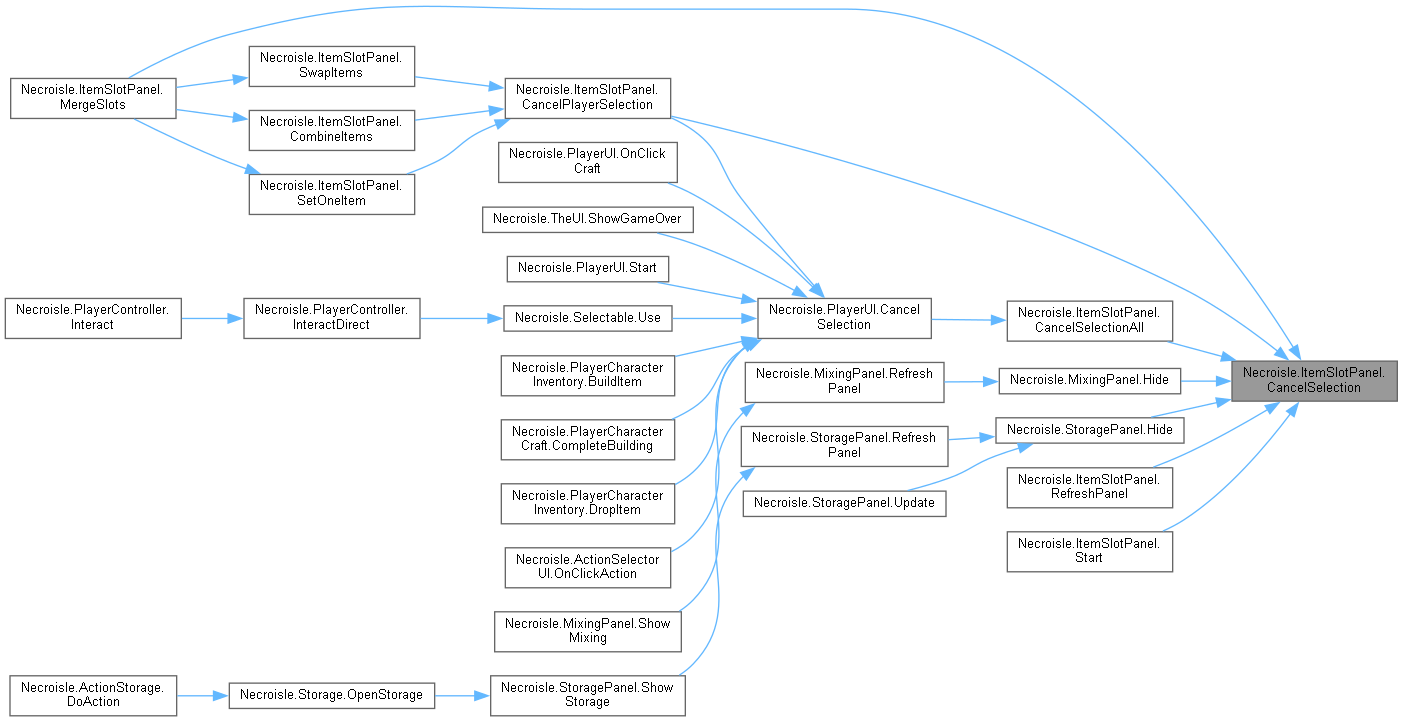 Necroisle.ItemSlotPanel.
MergeSlots
Necroisle.ItemSlotPanel.
SwapItems
Necroisle.ItemSlotPanel.
CombineItems
Necroisle.ItemSlotPanel.
SetOneItem
Necroisle.ItemSlotPanel.
CancelPlayerSelection
Necroisle.PlayerUI.OnClick
Craft
Necroisle.TheUI.ShowGameOver
Necroisle.PlayerUI.Start
Necroisle.PlayerController.
Interact
Necroisle.PlayerController.
InteractDirect
Necroisle.Selectable.Use
Necroisle.PlayerUI.Cancel
Selection
Necroisle.ItemSlotPanel.
CancelSelectionAll
Necroisle.PlayerCharacter
Inventory.BuildItem
Necroisle.MixingPanel.Refresh
Panel
Necroisle.MixingPanel.Hide
Necroisle.ItemSlotPanel.
CancelSelection
Necroisle.PlayerCharacter
Craft.CompleteBuilding
Necroisle.StoragePanel.Refresh
Panel
Necroisle.StoragePanel.Hide
Necroisle.PlayerCharacter
Inventory.DropItem
Necroisle.StoragePanel.Update
Necroisle.ItemSlotPanel.
RefreshPanel
Necroisle.ActionSelector
UI.OnClickAction
Necroisle.ItemSlotPanel.
Start
Necroisle.MixingPanel.Show
Mixing
Necroisle.ActionStorage.
DoAction
Necroisle.Storage.OpenStorage
Necroisle.StoragePanel.Show
Storage